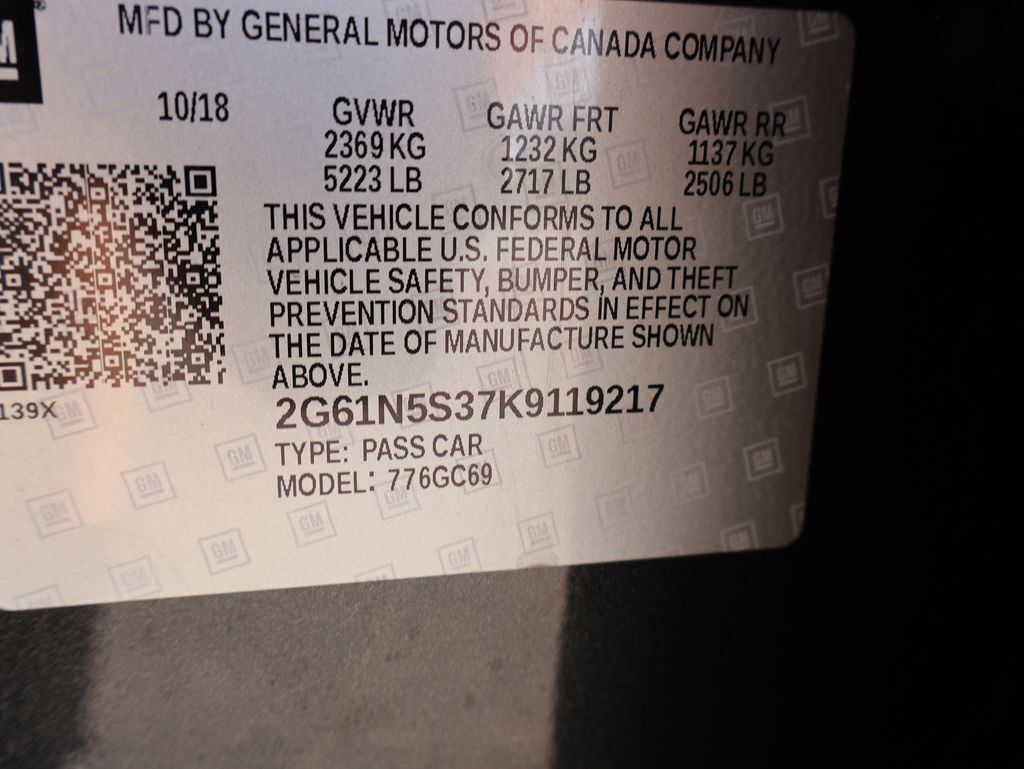 MFD BY GENERAL MOTORS OF CANADA COMPANY
10/18 GVWR GAWR FRT GAWR RR
2369 KG 1232 KG 1137 KG
5223 LB 2717 LB 2506 LB
THIS VEHICLE CONFORMS TO ALL
APPLICABLE U.S. FEDERAL MOTOR
VEHICLE SAFETY, BUMPER, AND THEFT
PREVENTION STANDARDS IN EFFECT ON
THE DATE OF MANUFACTURE SHOWN
ABOVE.
139X
2G61N5S37K9119217
TYPE: PASS CAR
MODEL: 776GC69